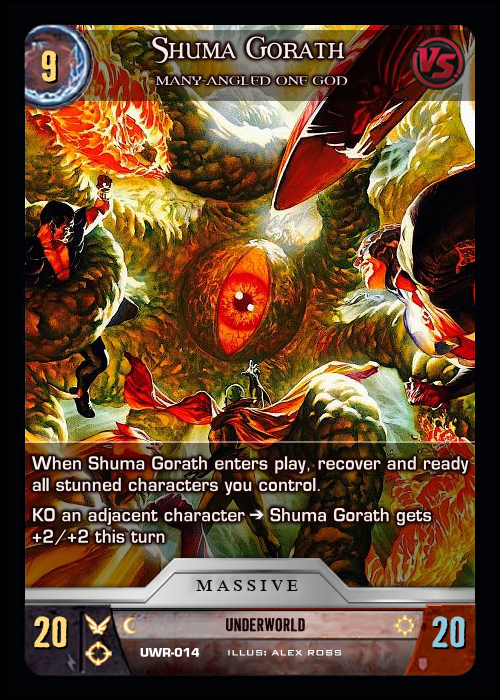 9
SHUMA GORATH
VS
MANY-ANGLED ONE GOD
When Shuma Gorath enters play, recover and ready
all stunned characters you control.
KO an adjacent character ➔ Shuma Gorath gets
+2/+2 this turn
MASSIVE
20
UNDERWORLD
20
UWR-014 ILLUS: ALEX ROSS